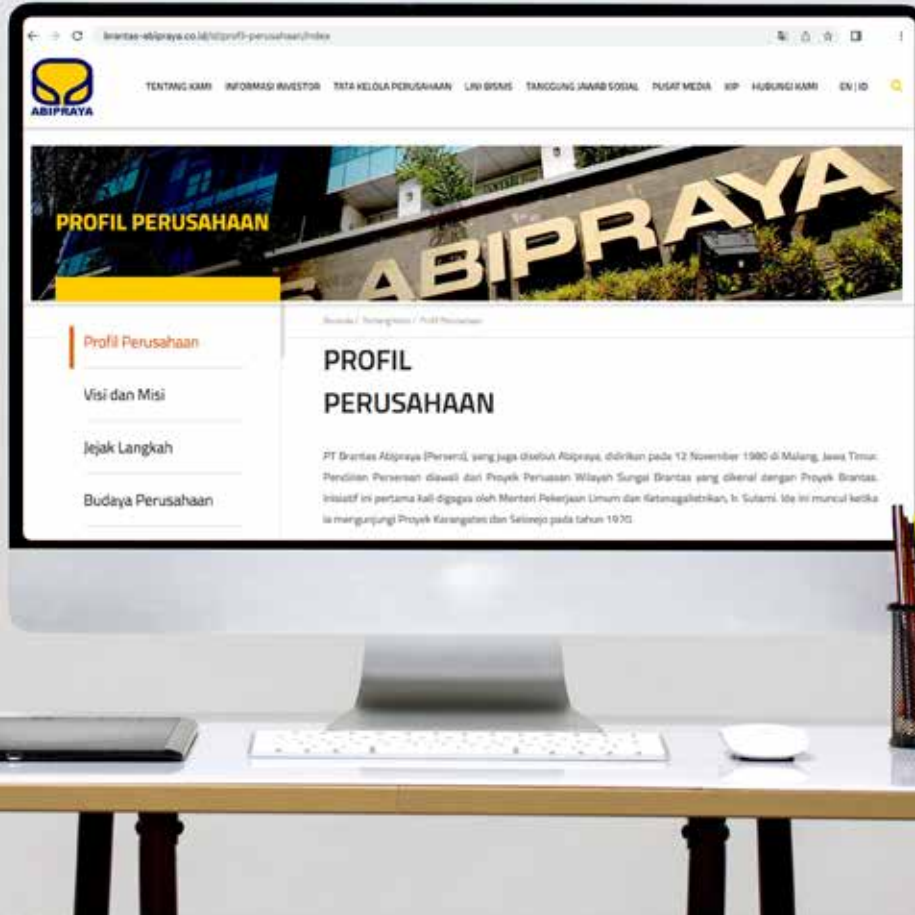 brantas-abipraya.co.id/id/profil-perusahaan/index
ABIPRAYA
TENTANG KAMI INFORMASI INVESTOR TATA KELOLA PERUSAHAAN LINI BISNIS TANGGUNG JAWAB SOSIAL PUSAT MEDIA KIP HUBUNGI KAMI EN | ID
PROFIL PERUSAHAAN
S ABIPRAYA
Beranda / Tentang Kami / Profil Perusahaan
Profil Perusahaan
Visi dan Misi
Jejak Langkah
Budaya Perusahaan
PROFIL
PERUSAHAAN
PT Brantas Abipraya (Persero), yang juga disebut Abipraya, didirikan pada 12 November 1980 di Malang, Jawa Timur.
Pendirian Perseroan diawali dari Proyek Perluasan Wilayah Sungai Brantas yang dikenal dengan Proyek Brantas.
Inisiatif ini pertama kali digagas oleh Menteri Pekerjaan Umum dan Ketenagalistrikan, Ir. Sutami. Ide ini muncul ketika
ia mengunjungi Proyek Karangkates dan Selorejo pada tahun 1970.